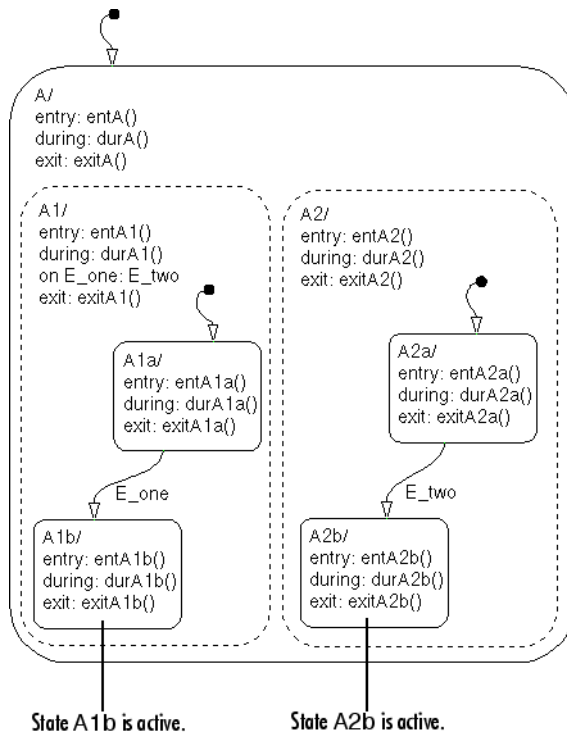 A/
entry: entA()
during: durA()
exit: exitA()
A1/
entry: entA1()
during: durA1()
on E_one: E_two
exit: exitA1()
A1a/
entry: entA1a()
during: durA1a()
exit: exitA1a()
E_one
A1b/
entry: entA1b()
during: durA1b()
exit: exitA1b()
A2/
entry: entA2()
during: durA2()
exit: exitA2()
A2a/
entry: entA2a()
during: durA2a()
exit: exitA2a()
E_two
A2b/
entry: entA2b()
during: durA2b()
exit: exitA2b()
State A1b is active.
State A2b is active.